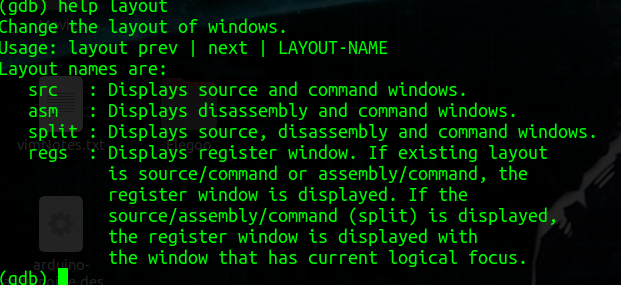 (gdb) help layout
Change the layout of windows.
Usage: layout prev | next | LAYOUT-NAME
Layout names are:
   src   : Displays source and command windows.
   asm   : Displays disassembly and command windows.
   split : Displays source, disassembly and command windows.
   regs  : Displays register window. If existing layout
           is source/command or assembly/command, the
           register window is displayed. If the
           source/assembly/command (split) is displayed,
           the register window is displayed with
           the window that has current logical focus.
(gdb)
vimNotes.txt
Elegoo
arduino-